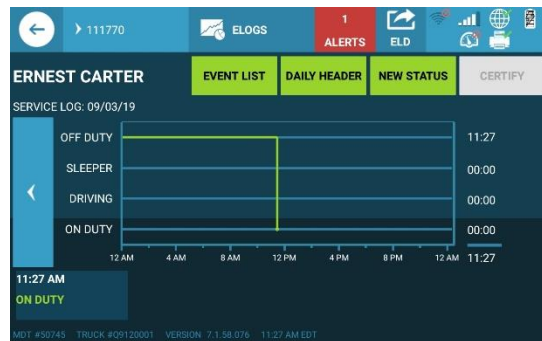 > 111770
ELOGS
1
ALERTS
ELD
ERNEST CARTER
EVENT LIST
DAILY HEADER
NEW STATUS
CERTIFY
SERVICE LOG: 09/03/19
OFF DUTY 11:27
SLEEPER 00:00
DRIVING 00:00
ON DUTY 00:00
12 AM 4 AM 8 AM 12 PM 4 PM 8 PM 12 AM 11:27
11:27 AM
ON DUTY
MDT #50745 TRUCK #Q9120001 VERSION 7.1.58.076 11:27 AM EDT